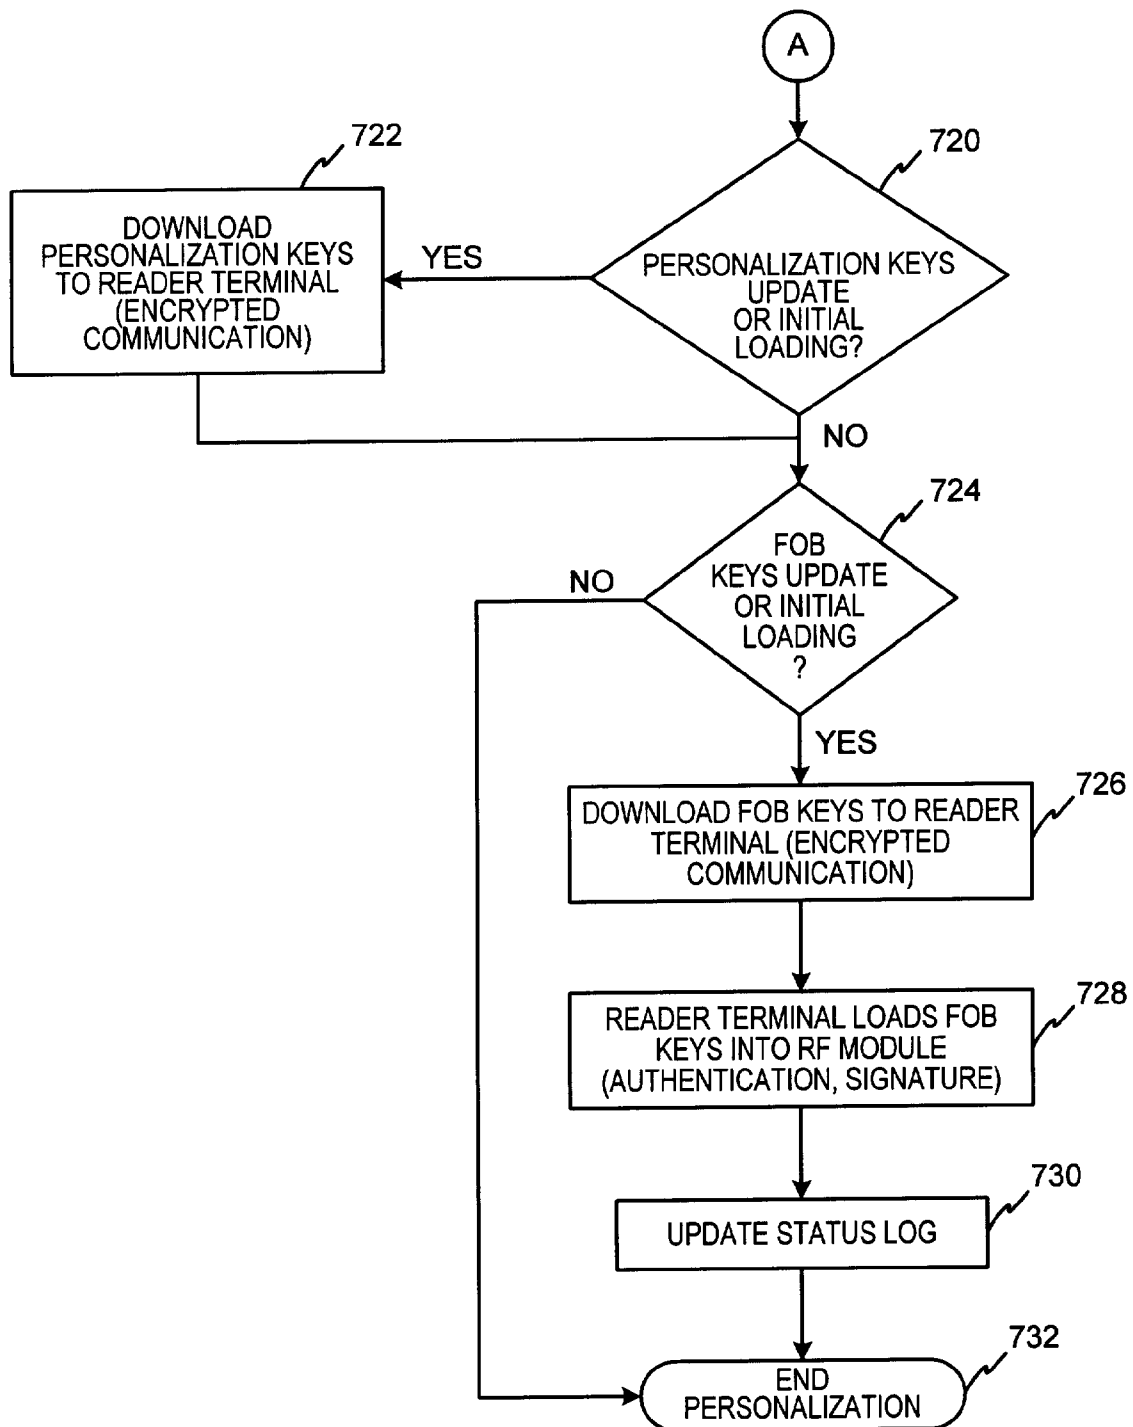 A
720
PERSONALIZATION KEYS
UPDATE
OR INITIAL
LOADING?
YES
722
DOWNLOAD
PERSONALIZATION KEYS
TO READER TERMINAL
(ENCRYPTED
COMMUNICATION)
NO
724
FOB
KEYS UPDATE
OR INITIAL
LOADING
?
NO
YES
726
DOWNLOAD FOB KEYS TO READER
TERMINAL (ENCRYPTED
COMMUNICATION)
728
READER TERMINAL LOADS FOB
KEYS INTO RF MODULE
(AUTHENTICATION, SIGNATURE)
730
UPDATE STATUS LOG
732
END
PERSONALIZATION